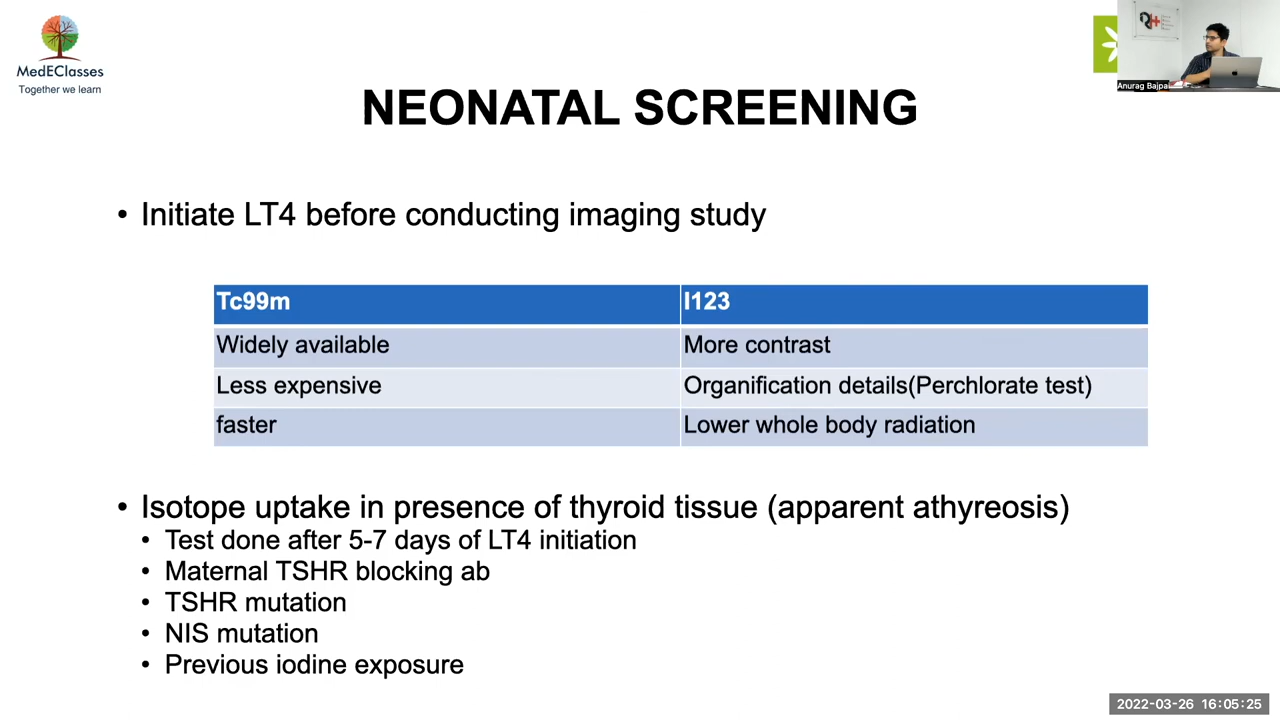 MedEClasses
Together we learn
Anurag Bajpai
NEONATAL SCREENING
• Initiate LT4 before conducting imaging study
Tc99m
I123
Widely available
More contrast
Less expensive
Organification details(Perchlorate test)
faster
Lower whole body radiation
• Isotope uptake in presence of thyroid tissue (apparent athyreosis)
• Test done after 5-7 days of LT4 initiation
• Maternal TSHR blocking ab
• TSHR mutation
• NIS mutation
• Previous iodine exposure
2022-03-26 16:05:25